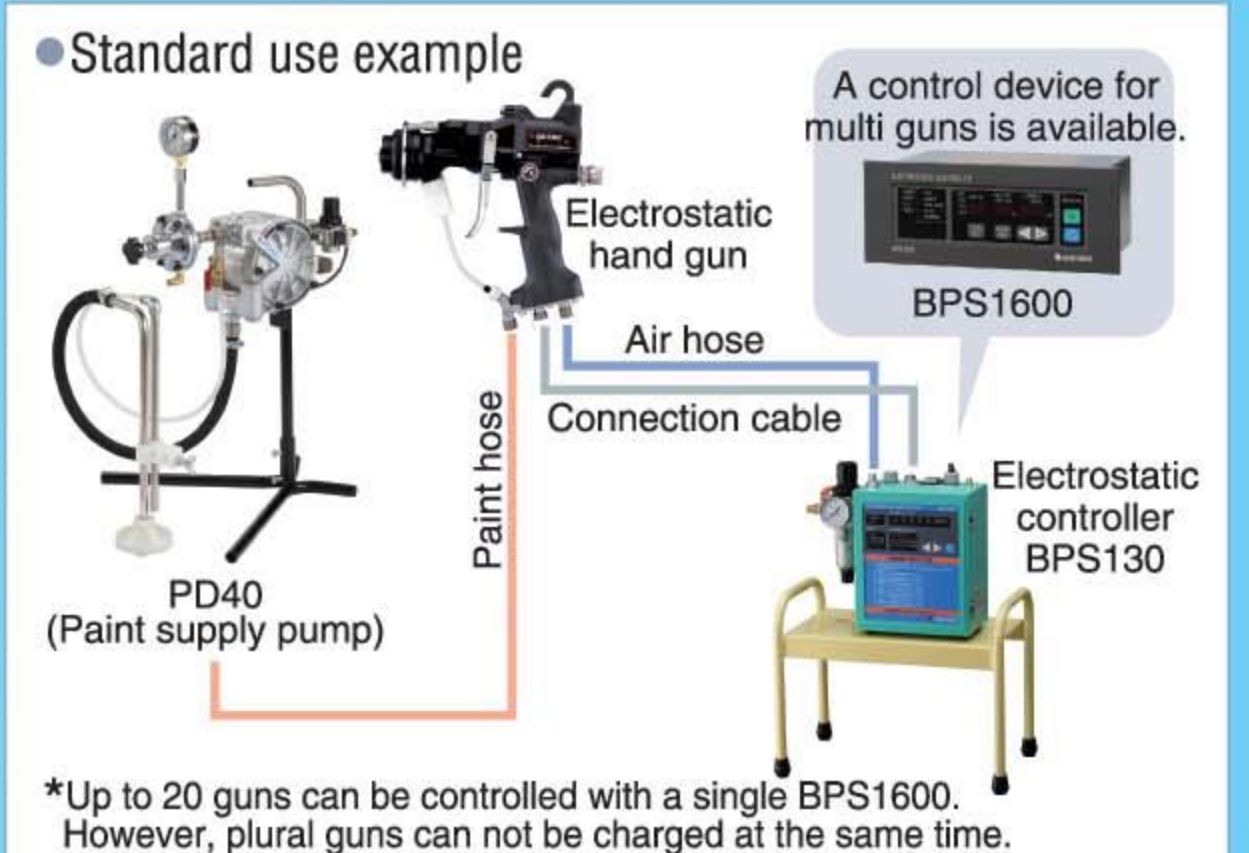 Standard use example
A control device for
multi guns is available.
BPS1600
Electrostatic
hand gun
Air hose
Connection cable
Paint hose
Electrostatic
controller
BPS130
PD40
(Paint supply pump)
*Up to 20 guns can be controlled with a single BPS1600.
However, plural guns can not be charged at the same time.